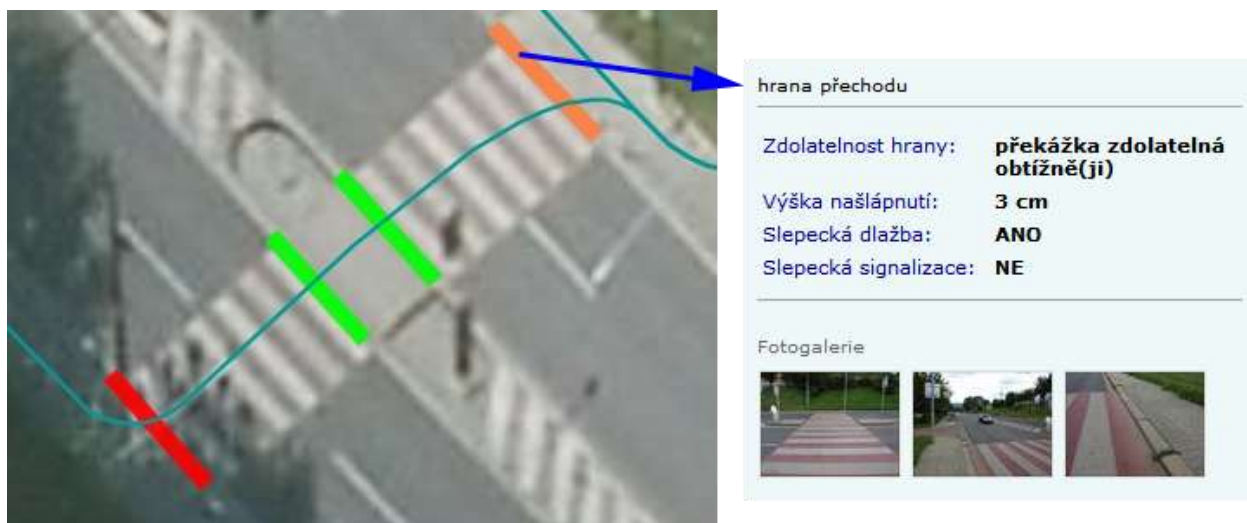 hrana přechodu
Zdolatelnost hrany: překážka zdolatelná
obtížně(ji)
Výška našlápnutí: 3 cm
Slepecká dlažba: ANO
Slepecká signalizace: NE
Fotogalerie